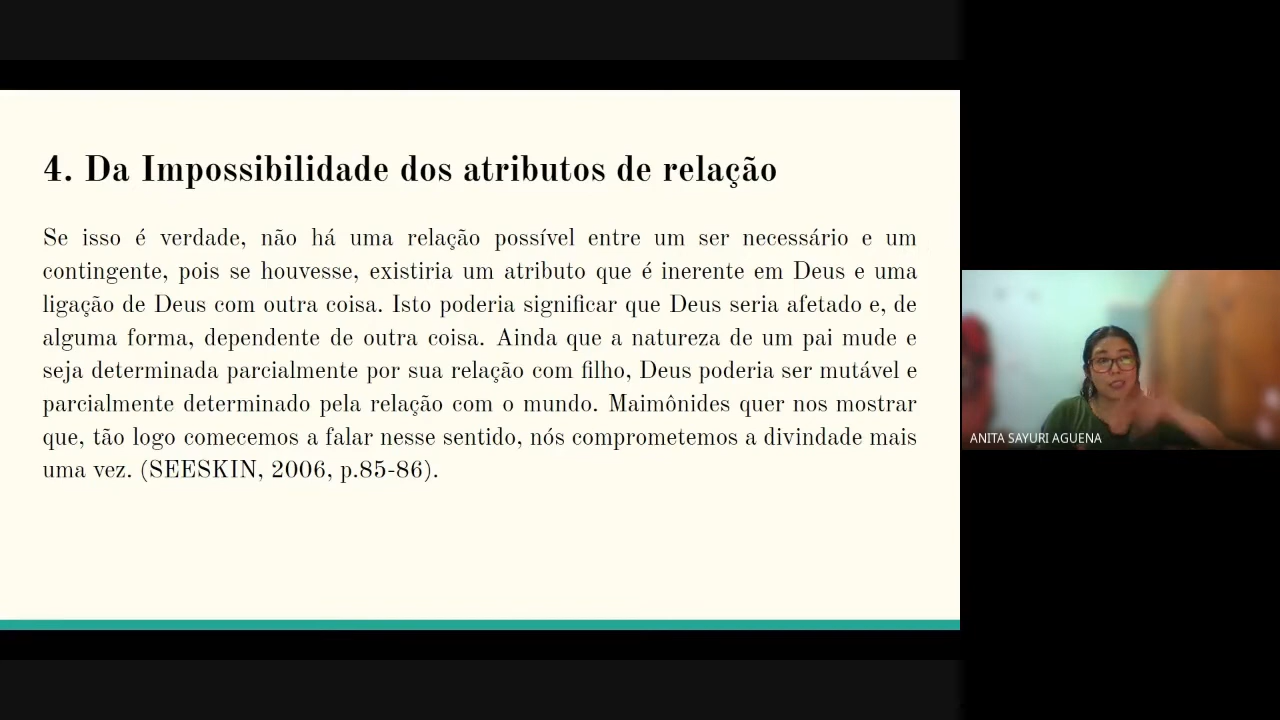 4. Da Impossibilidade dos atributos de relação
Se isso é verdade, não há uma relação possível entre um ser necessário e um
contingente, pois se houvesse, existiria um atributo que é inerente em Deus e uma
ligação de Deus com outra coisa. Isto poderia significar que Deus seria afetado e, de
alguma forma, dependente de outra coisa. Ainda que a natureza de um pai mude e
seja determinada parcialmente por sua relação com filho, Deus poderia ser mutável e
parcialmente determinado pela relação com o mundo. Maimônides quer nos mostrar
que, tão logo comecemos a falar nesse sentido, nós comprometemos a divindade mais
uma vez. (SEESKIN, 2006, p.85-86).
ANITA SAYURI AGUENA